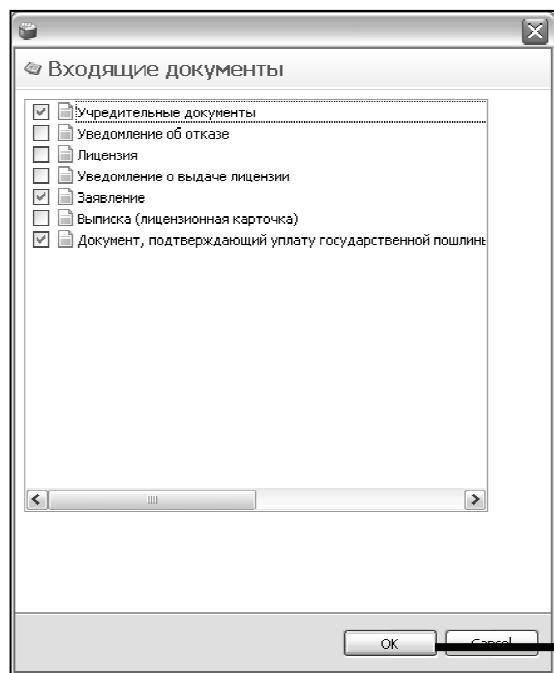 Входящие документы
Учредительные документы
Уведомление об отказе
Лицензия
Уведомление о выдаче лицензии
Заявление
Выписка (лицензионная карточка)
Документ, подтверждающий уплату государственной пошлины
OK
Cancel